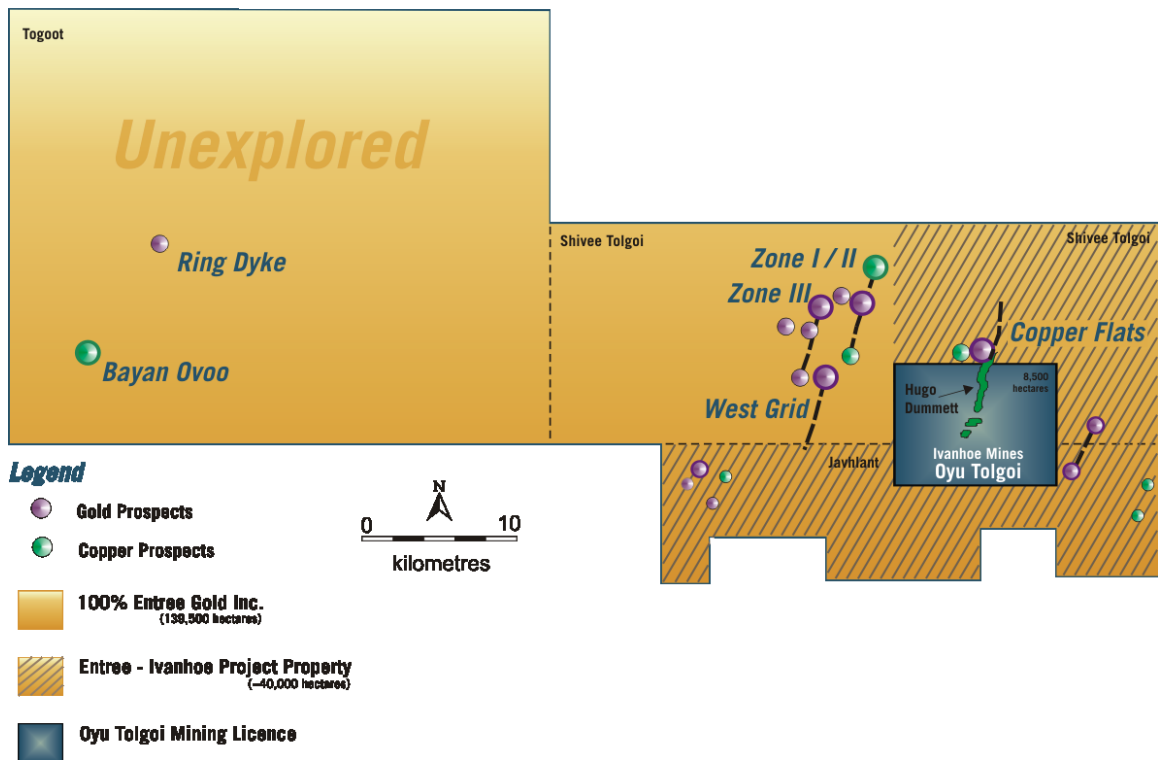 Togoot
Unexplored
Ring Dyke
Bayan Ovoo
Shivee Tolgoi
Shivee Tolgoi
Zone I / II
Zone III
Copper Flats
West Grid
Hugo
Dummett
8,500
hectares
Ivanhoe Mines
Oyu Tolgoi
Javhlant
Legend
Gold Prospects
Copper Prospects
N
0 10
kilometres
100% Entree Gold Inc.
(139,500 hectares)
Entree - Ivanhoe Project Property
(~40,000 hectares)
Oyu Tolgoi Mining Licence